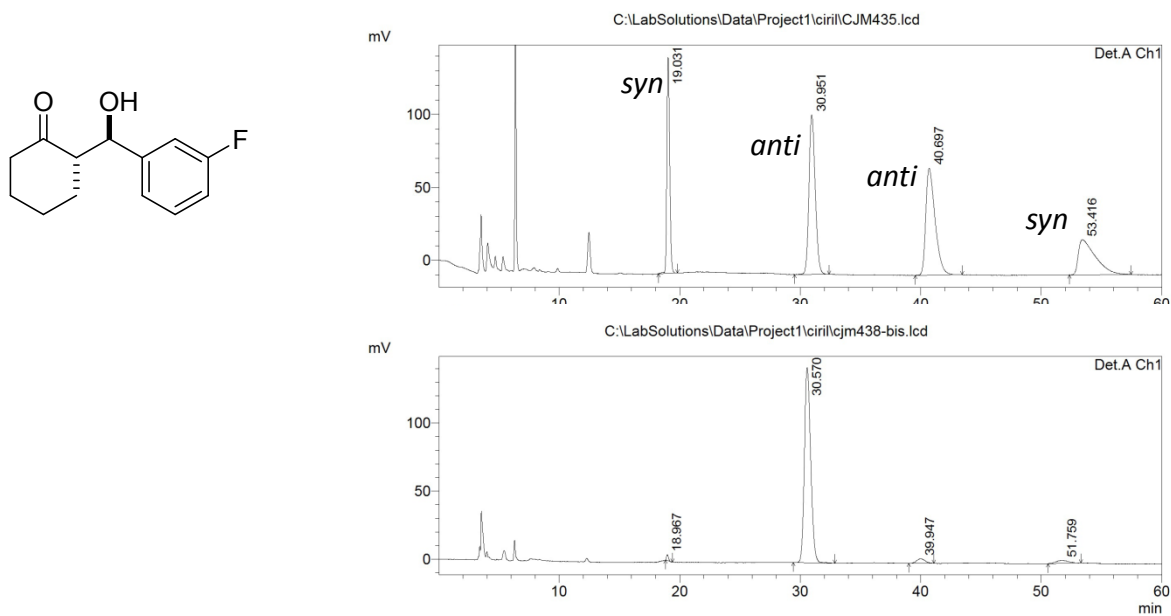 O OH
F
C:\LabSolutions\Data\Project1\ciril\CJM435.lcd
mV
Det.A Ch1
syn 19.031
anti 30.951
anti 40.697
syn 53.416
100
50
0
10 20 30 40 50 60
C:\LabSolutions\Data\Project1\ciril\cjm438-bis.lcd
mV
Det.A Ch1
18.967
30.570
39.947
51.759
100
50
0
10 20 30 40 50 60
min